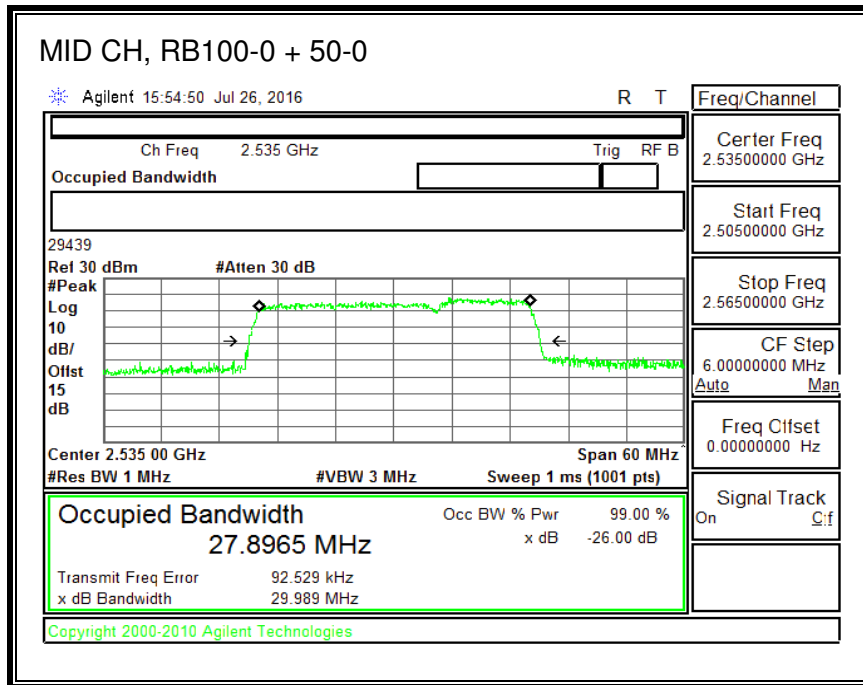 MID CH, RB100-0 + 50-0
Agilent 15:54:50 Jul 26, 2016 R T
Freq/Channel
Ch Freq 2.535 GHz Trig RF B
Occupied Bandwidth
Center Freq
2.53500000 GHz
Start Freq
2.50500000 GHz
29439
Ref 30 dBm #Atten 30 dB
#Peak
Log
10
dB/
Offst
15
dB
Stop Freq
2.56500000 GHz
CF Step
6.00000000 MHz
Auto Man
Freq Offset
0.00000000 Hz
Center 2.535 00 GHz Span 60 MHz
#Res BW 1 MHz #VBW 3 MHz Sweep 1 ms (1001 pts)
Signal Track
On Off
Occupied Bandwidth
27.8965 MHz
Occ BW % Pwr 99.00 %
x dB -26.00 dB
Transmit Freq Error 92.529 kHz
x dB Bandwidth 29.989 MHz
Copyright 2000-2010 Agilent Technologies